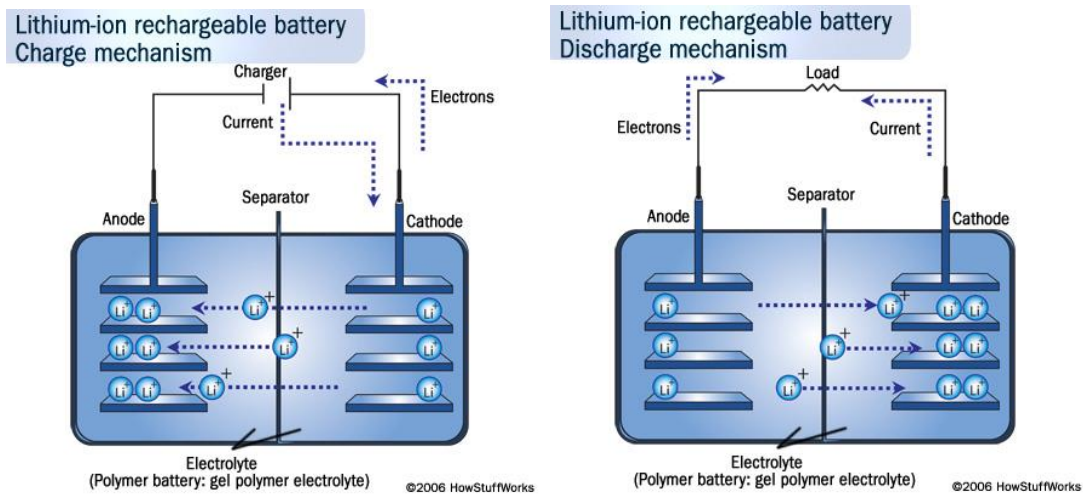 Lithium-ion rechargeable battery
Charge mechanism
Charger
Electrons
Current
Separator
Anode
Cathode
Li+ Li+ Li+ + Li+
Li+ Li+ Li+ + Li+
Li+ Li+ Li+ + Li+
Electrolyte
(Polymer battery: gel polymer electrolyte)
©2006 HowStuffWorks
Lithium-ion rechargeable battery
Discharge mechanism
Load
Electrons
Current
Separator
Anode
Cathode
Li+ Li+ + Li+ Li+
Li+ Li+ + Li+ Li+
Li+ Li+ + Li+ Li+
Electrolyte
(Polymer battery: gel polymer electrolyte)
©2006 HowStuffWorks